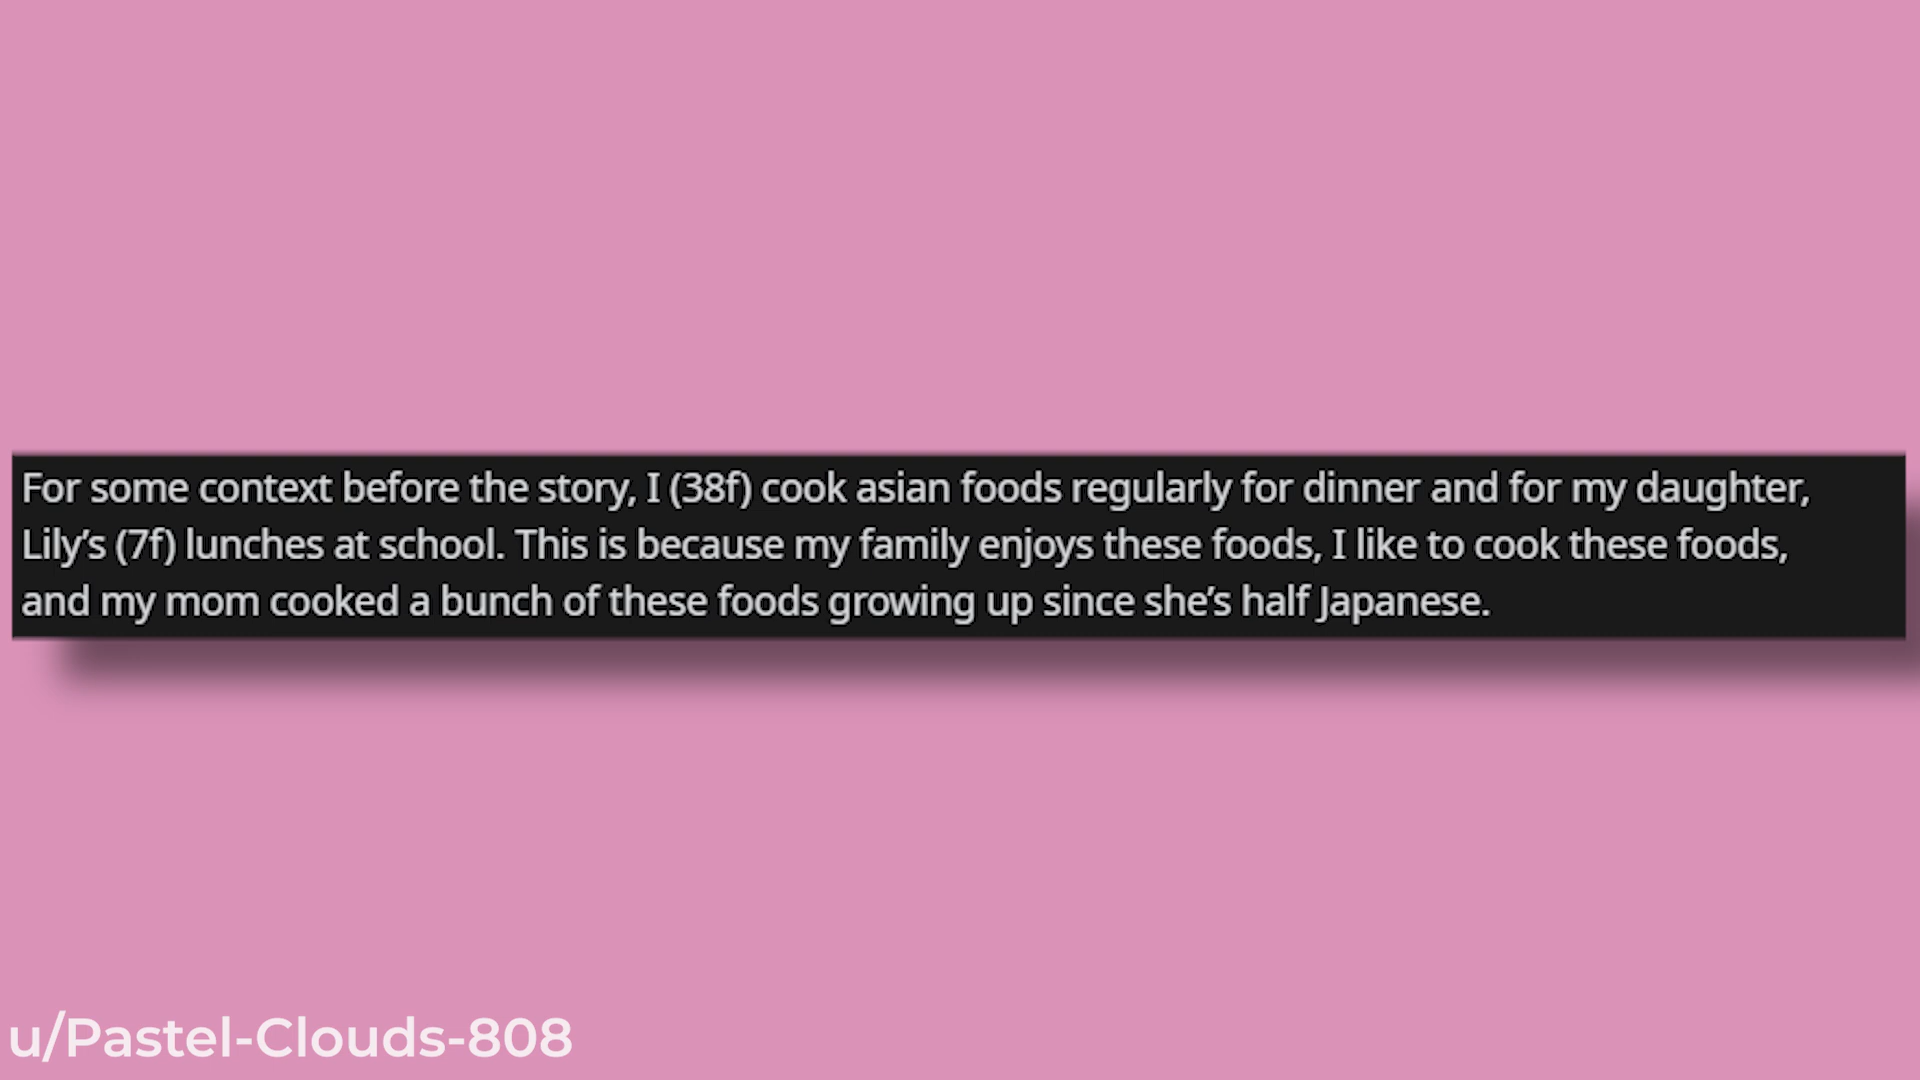 For some context before the story, I (38f) cook asian foods regularly for dinner and for my daughter,
Lily’s (7f) lunches at school. This is because my family enjoys these foods, I like to cook these foods,
and my mom cooked a bunch of these foods growing up since she’s half Japanese.
u/Pastel-Clouds-808